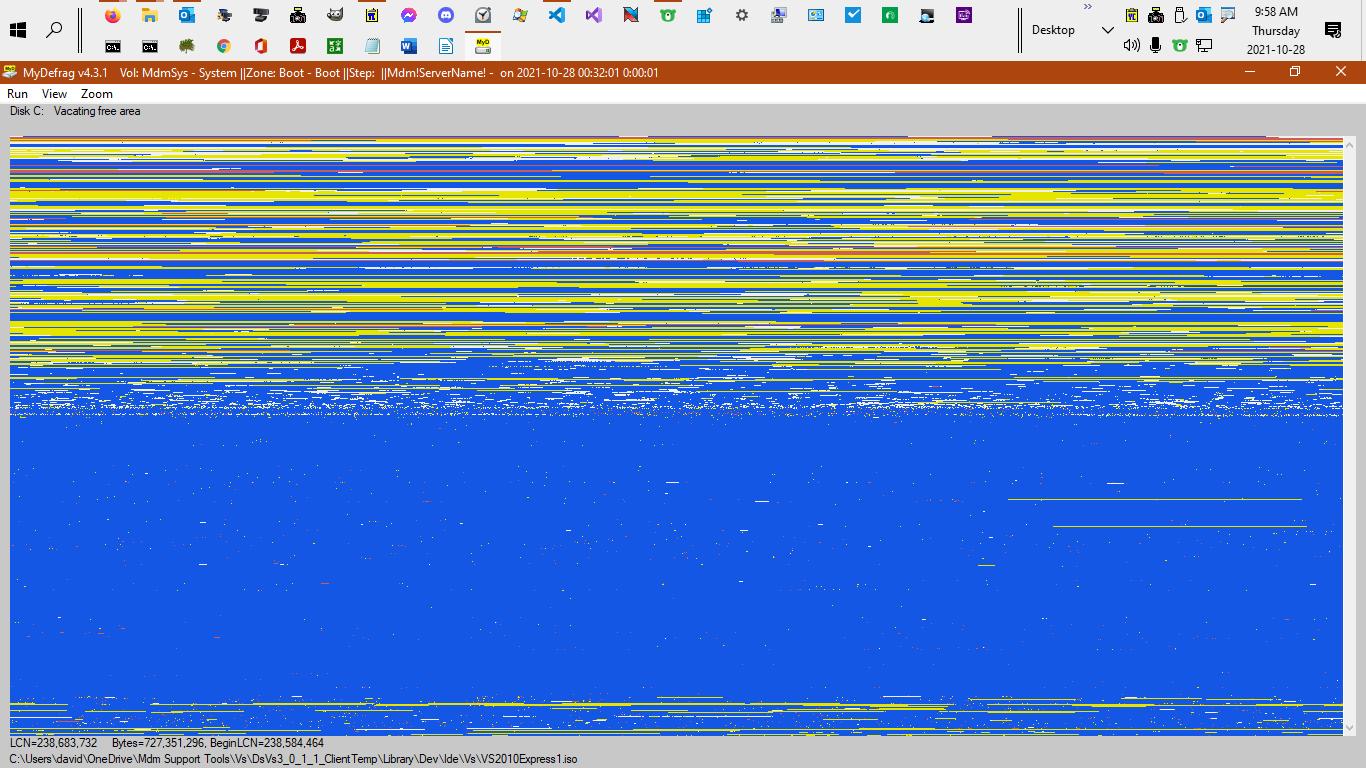 9:58 AM
Desktop
Thursday
2021-10-28
MyDefrag v4.3.1 Vol: MdmSys - System ||Zone: Boot - Boot ||Step: ||Mdm!ServerName! - on 2021-10-28 00:32:01 0:00:01
Run View Zoom
Disk C: Vacating free area
LCN=238,683,732 Bytes=727,351,296, BeginLCN=238,584,464
C:\Users\david\OneDrive\Mdm Support Tools\Vs\DsVs3_0_1_1_ClientTemp\Library\Dev\Ide\Vs\VS2010Express1.iso